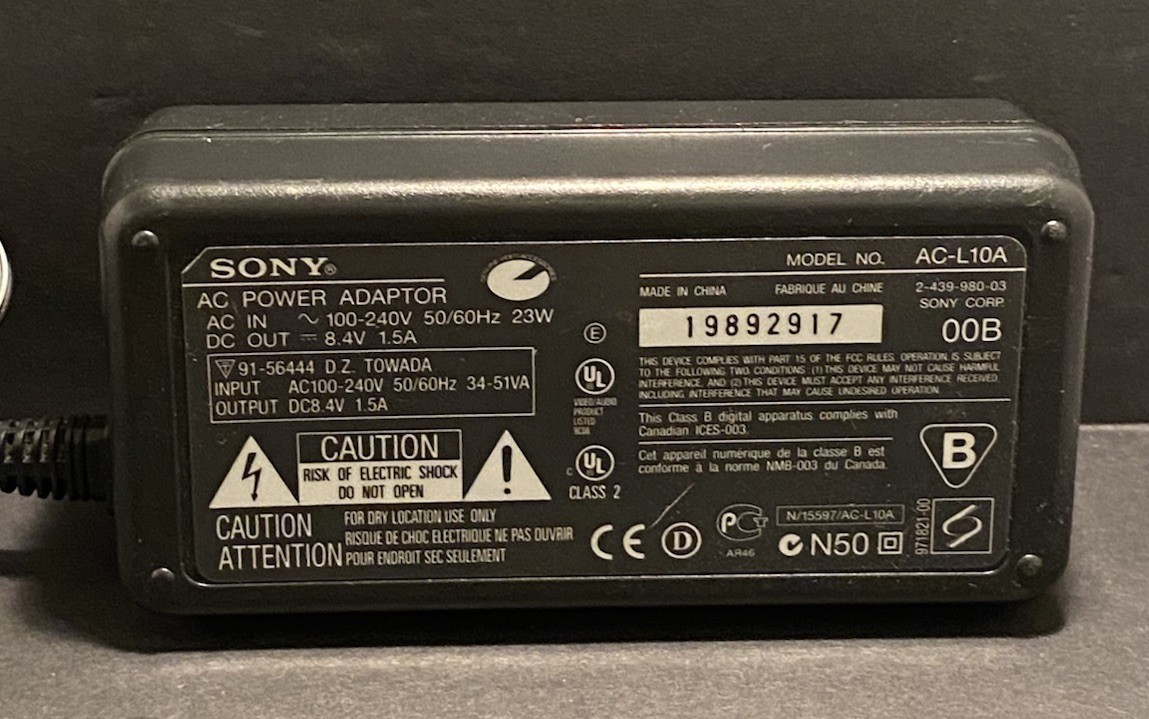 SONY®
AC POWER ADAPTOR
AC IN ∼ 100-240V 50/60Hz 23W
DC OUT ⎓ 8.4V 1.5A
91-56444 D.Z. TOWADA
INPUT AC100-240V 50/60Hz 34-51VA
OUTPUT DC8.4V 1.5A
CAUTION
RISK OF ELECTRIC SHOCK
DO NOT OPEN
CAUTION FOR DRY LOCATION USE ONLY
ATTENTION RISQUE DE CHOC ELECTRIQUE NE PAS OUVRIR
POUR ENDROIT SEC SEULEMENT
E
UL
VIDEO/AUDIO
PRODUCT
LISTED
c UL
CLASS 2
CE D
PCT
AR46
MODEL NO. AC-L10A
MADE IN CHINA FABRIQUE AU CHINE
2-439-980-03
SONY CORP.
19892917
00B
THIS DEVICE COMPLIES WITH PART 15 OF THE FCC RULES. OPERATION IS SUBJECT
TO THE FOLLOWING TWO CONDITIONS: (1) THIS DEVICE MAY NOT CAUSE HARMFUL
INTERFERENCE, AND (2) THIS DEVICE MUST ACCEPT ANY INTERFERENCE RECEIVED,
INCLUDING INTERFERENCE THAT MAY CAUSE UNDESIRED OPERATION.
This Class B digital apparatus complies with
Canadian ICES-003.
Cet appareil numérique de la classe B est
conforme à la norme NMB-003 du Canada.
B
N/15597/AC-L10A
N50
971821-00
S